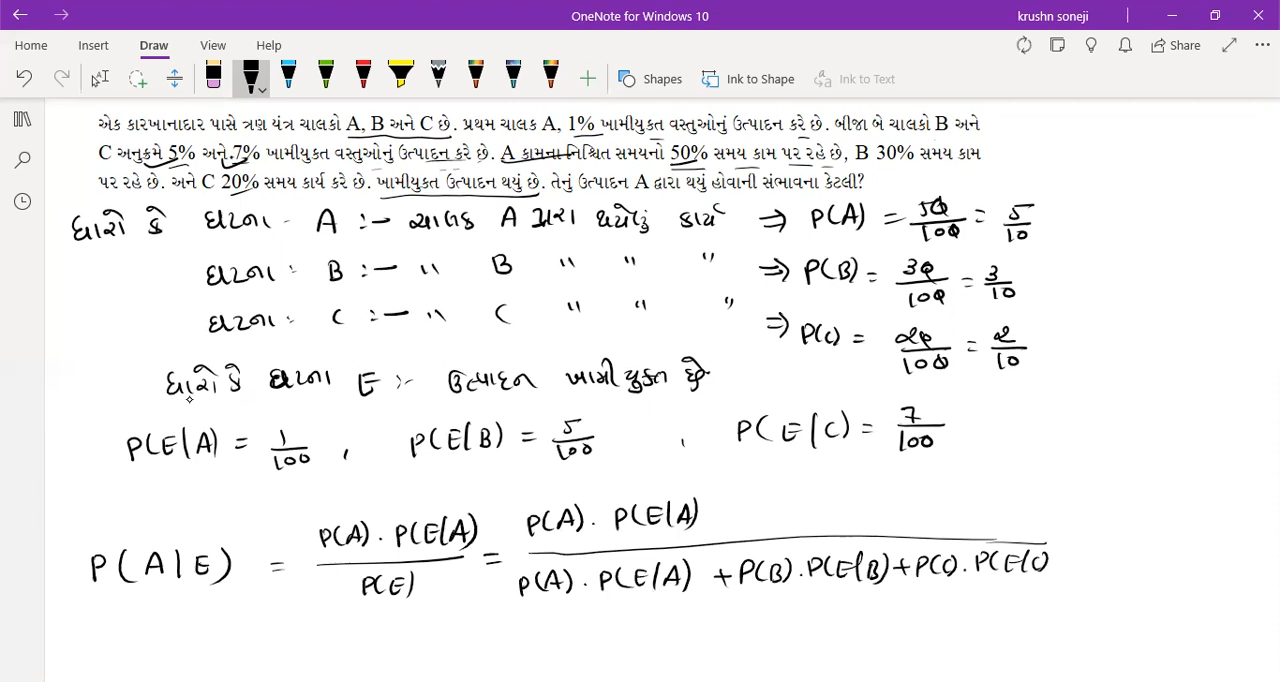 OneNote for Windows 10
krushn soneji
Home Insert Draw View Help
Share
Shapes Ink to Shape Ink to Text
એક કારખાનાદાર પાસે ત્રણ યંત્ર ચાલકો A, B અને C છે. પ્રથમ ચાલક A, 1% ખામીયુક્ત વસ્તુઓનું ઉત્પાદન કરે છે. બીજા બે ચાલકો B અને
C અનુક્રમે 5% અને 7% ખામીયુક્ત વસ્તુઓનું ઉત્પાદન કરે છે. A કામના નિશ્ચિત સમયનો 50% સમય કામ પર રહે છે, B 30% સમય કામ
પર રહે છે. અને C 20% સમય કાર્ય કરે છે. ખામીયુક્ત ઉત્પાદન થયું છે. તેનું ઉત્પાદન A દ્વારા થયું હોવાની સંભાવના કેટલી?
ધારો કે ઘટના - A :- ચાલક A દ્વારા થયેલું કાર્ય ⇒ P(A) = 50/100 = 5/10
ઘટના :- B :- " B " " " ⇒ P(B) = 30/100 = 3/10
ઘટના :- C :- " C " " " ⇒ P(C) = 20/100 = 2/10
ધારો કે ઘટના E :- ઉત્પાદન ખામીયુક્ત છે
P(E|A) = 1/100 , P(E|B) = 5/100 , P(E|C) = 7/100
P(A|E) = P(A) . P(E|A) / P(E) = P(A) . P(E|A) / P(A) . P(E|A) + P(B) . P(E|B) + P(C) . P(E|C)